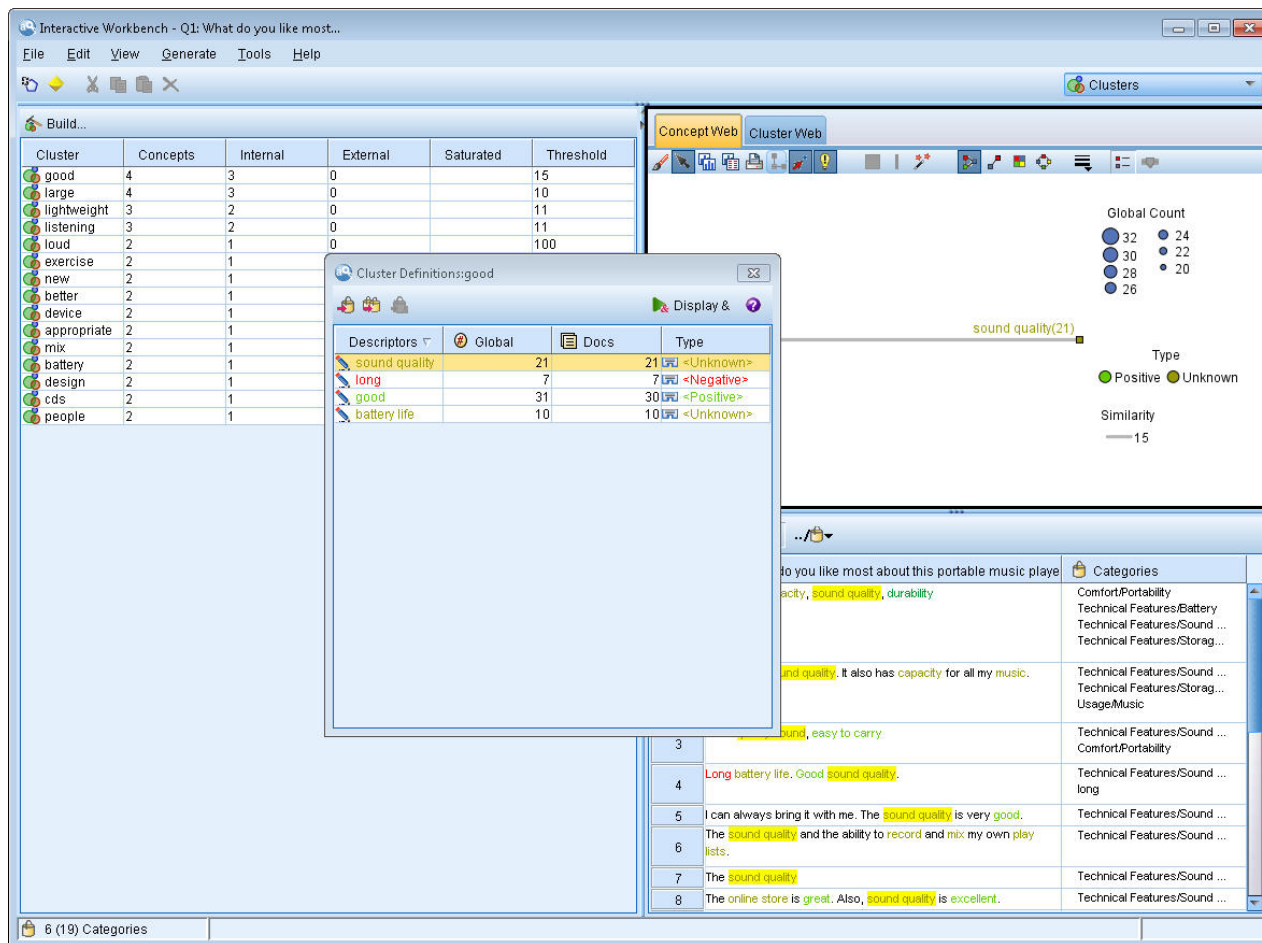 Interactive Workbench - Q1: What do you like most...
File Edit View Generate Tools Help
Clusters
Build...
Cluster Concepts Internal External Saturated Threshold
good 4 3 0 15
large 4 3 0 10
lightweight 3 2 0 11
listening 3 2 0 11
loud 2 1 0 100
exercise 2 1
new 2 1
better 2 1
device 2 1
appropriate 2 1
mix 2 1
battery 2 1
design 2 1
cds 2 1
people 2 1
Cluster Definitions:good
Display &
Descriptors Global Docs Type
sound quality 21 21 <Unknown>
long 7 7 <Negative>
good 31 30 <Positive>
battery life 10 10 <Unknown>
Concept Web Cluster Web
Global Count
32 24
30 22
28 20
26
sound quality(21)
Type
Positive Unknown
Similarity
15
../
do you like most about this portable music playe Categories
acity, sound quality, durability
Comfort/Portability
Technical Features/Battery
Technical Features/Sound ...
Technical Features/Storag...
und quality. It also has capacity for all my music.
Technical Features/Sound ...
Technical Features/Storag...
Usage/Music
3
ound, easy to carry
Technical Features/Sound ...
Comfort/Portability
4
Long battery life. Good sound quality.
Technical Features/Sound ...
long
5 I can always bring it with me. The sound quality is very good. Technical Features/Sound ...
6
The sound quality and the ability to record and mix my own play
lists.
Technical Features/Sound ...
7 The sound quality Technical Features/Sound ...
8 The online store is great. Also, sound quality is excellent. Technical Features/Sound ...
6 (19) Categories